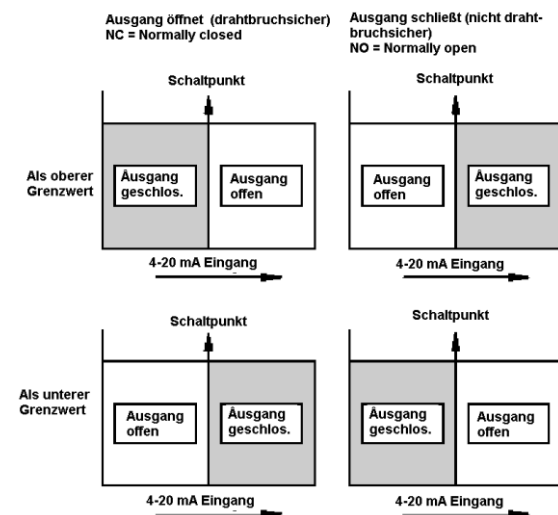 Ausgang öffnet (drahtbruchsicher)
NC = Normally closed
Ausgang schließt (nicht draht-
bruchsicher)
NO = Normally open
Schaltpunkt
Schaltpunkt
Als oberer
Grenzwert
Ausgang
geschlos.
Ausgang
offen
Ausgang
offen
Ausgang
geschlos.
4-20 mA Eingang
4-20 mA Eingang
Schaltpunkt
Schaltpunkt
Als unterer
Grenzwert
Ausgang
offen
Ausgang
geschlos.
Ausgang
geschlos.
Ausgang
offen
4-20 mA Eingang
4-20 mA Eingang